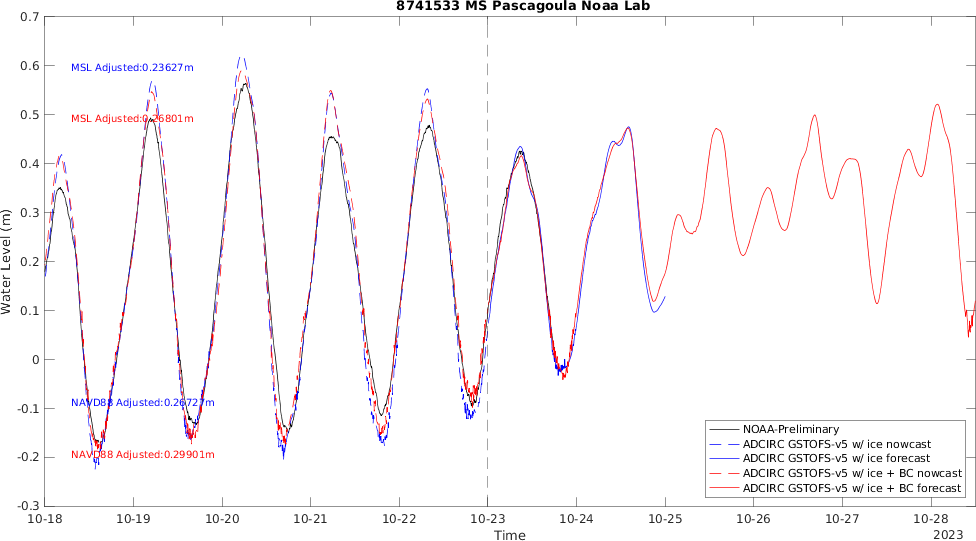 8741533 MS Pascagoula Noaa Lab
Water Level (m)
0.7
0.6
0.5
0.4
0.3
0.2
0.1
0
-0.1
-0.2
-0.3
MSL Adjusted:0.23627m
MSL Adjusted:0.26801m
NAVD88 Adjusted:0.26727m
NAVD88 Adjusted:0.29901m
NOAA-Preliminary
ADCIRC GSTOFS-v5 w/ ice nowcast
ADCIRC GSTOFS-v5 w/ ice forecast
ADCIRC GSTOFS-v5 w/ ice + BC nowcast
ADCIRC GSTOFS-v5 w/ ice + BC forecast
10-18 10-19 10-20 10-21 10-22 10-23 10-24 10-25 10-26 10-27 10-28
Time
2023